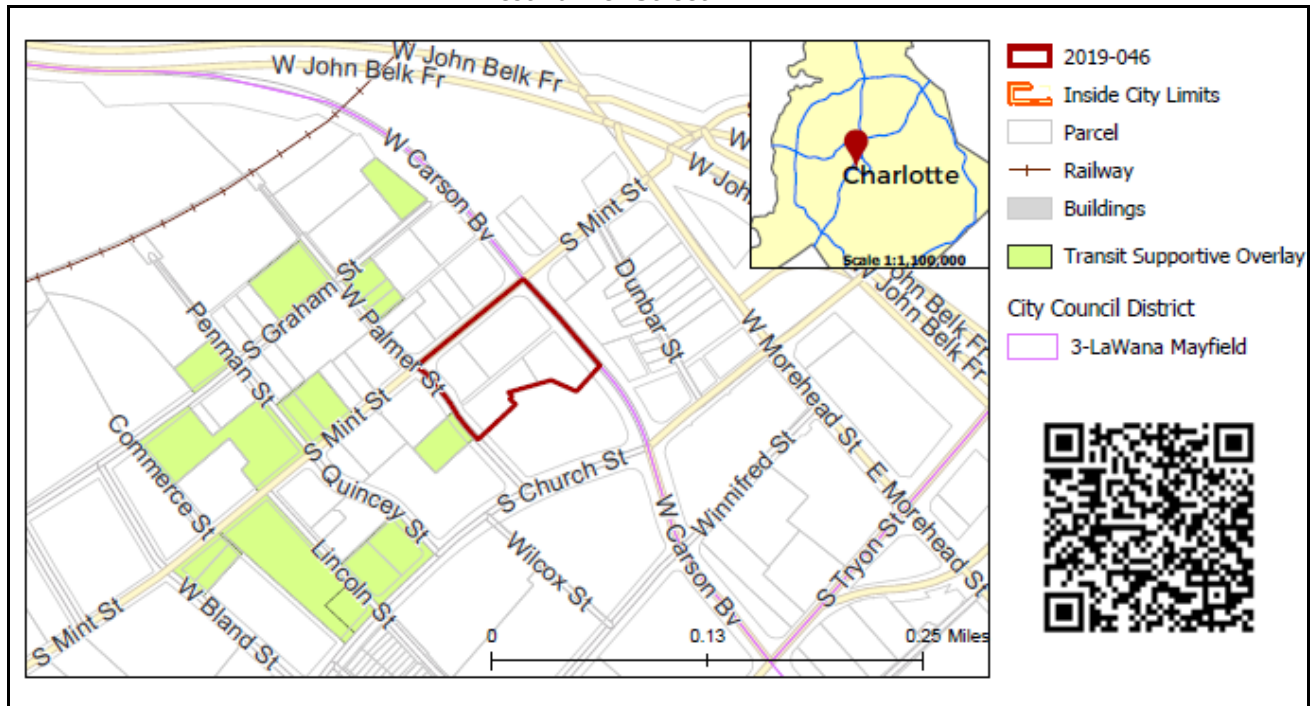 W John Belk Fr
W John Belk Fr
W Carson Bv
S Mint St
Dunbar St
W Palmer St
S Graham St
Penman St
S Mint St
Commerce St
S Quincey St
S Church St
Winnifred St
W Morehead St
E Morehead St
W Carson Bv
S Tryon St
Wilcox St
Lincoln St
W Bland St
S Mint St
John Belk Fr
John Belk Fr
0
0.13
0.25 Miles
Charlotte
Scale 1:1,100,000
2019-046
Inside City Limits
Parcel
Railway
Buildings
Transit Supportive Overlay
City Council District
3-LaWana Mayfield